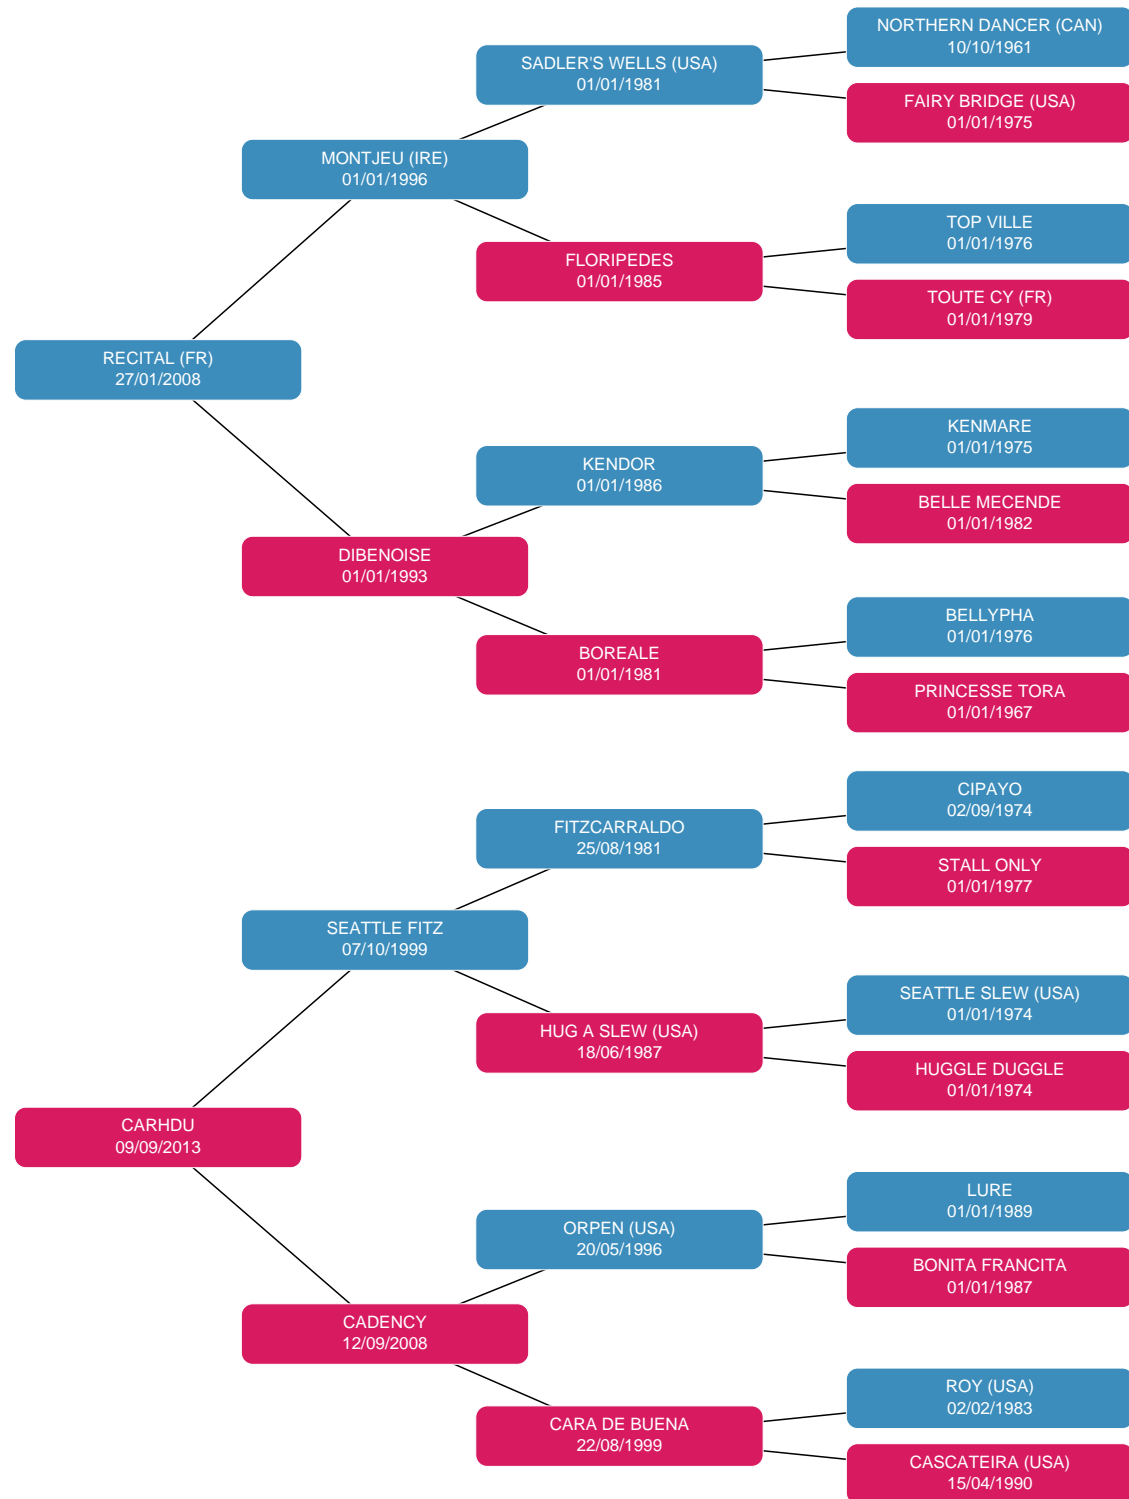 NORTHERN DANCER (CAN)
10/10/1961
SADLER'S WELLS (USA)
01/01/1981
FAIRY BRIDGE (USA)
01/01/1975
MONTJEU (IRE)
01/01/1996
TOP VILLE
01/01/1976
FLORIPEDES
01/01/1985
TOUTE CY (FR)
01/01/1979
RECITAL (FR)
27/01/2008
KENMARE
01/01/1975
KENDOR
01/01/1986
BELLE MECENDE
01/01/1982
DIBENOISE
01/01/1993
BELLYPHA
01/01/1976
BOREALE
01/01/1981
PRINCESSE TORA
01/01/1967
CIPAYO
02/09/1974
FITZCARRALDO
25/08/1981
STALL ONLY
01/01/1977
SEATTLE FITZ
07/10/1999
SEATTLE SLEW (USA)
01/01/1974
HUG A SLEW (USA)
18/06/1987
HUGGLE DUGGLE
01/01/1974
CARHDU
09/09/2013
LURE
01/01/1989
ORPEN (USA)
20/05/1996
BONITA FRANCITA
01/01/1987
CADENCY
12/09/2008
ROY (USA)
02/02/1983
CARA DE BUENA
22/08/1999
CASCATEIRA (USA)
15/04/1990